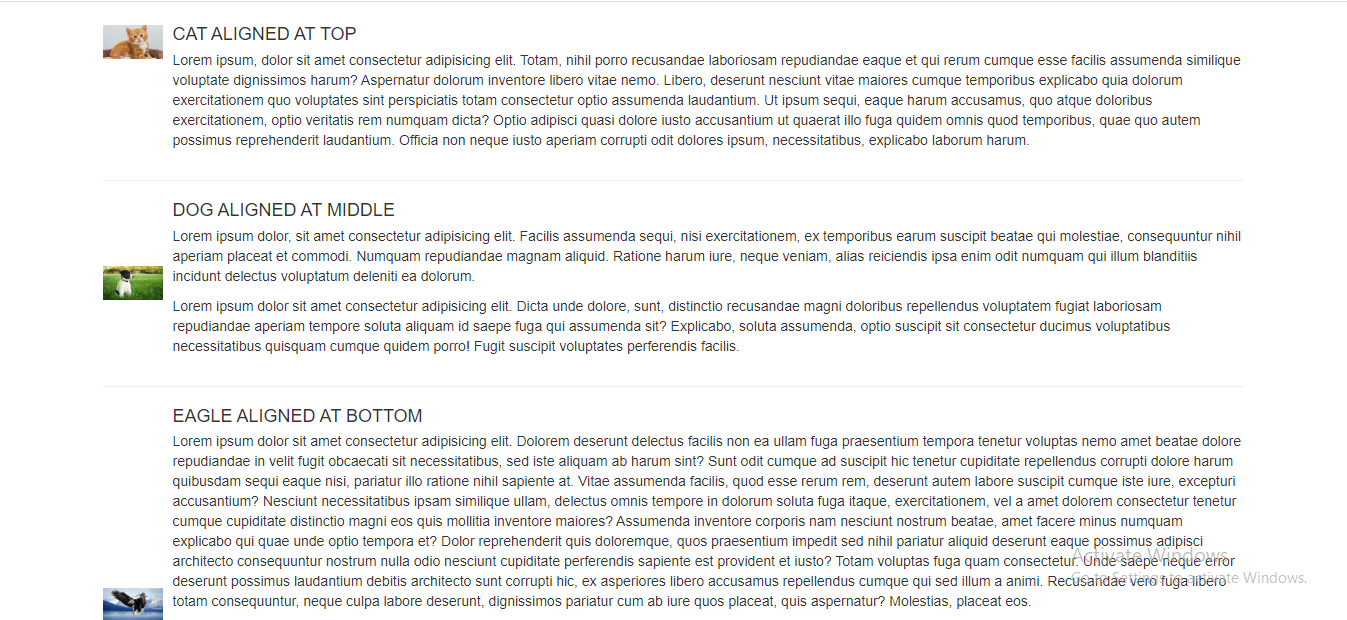 CAT ALIGNED AT TOP
Lorem ipsum, dolor sit amet consectetur adipisicing elit. Totam, nihil porro recusandae laboriosam repudiandae eaque et qui rerum cumque esse facilis assumenda similique
voluptate dignissimos harum? Aspernatur dolorum inventore libero vitae nemo. Libero, deserunt nesciunt vitae maiores cumque temporibus explicabo quia dolorum
exercitationem quo voluptates sint perspiciatis totam consectetur optio assumenda laudantium. Ut ipsum sequi, eaque harum accusamus, quo atque doloribus
exercitationem, optio veritatis rem numquam dicta? Optio adipisci quasi dolore iusto accusantium ut quaerat illo fuga quidem omnis quod temporibus, quae quo autem
possimus reprehenderit laudantium. Officia non neque iusto aperiam corrupti odit dolores ipsum, necessitatibus, explicabo laborum harum.
DOG ALIGNED AT MIDDLE
Lorem ipsum dolor, sit amet consectetur adipisicing elit. Facilis assumenda sequi, nisi exercitationem, ex temporibus earum suscipit beatae qui molestiae, consequuntur nihil
aperiam placeat et commodi. Numquam repudiandae magnam aliquid. Ratione harum iure, neque veniam, alias reiciendis ipsa enim odit numquam qui illum blanditiis
incidunt delectus voluptatum deleniti ea dolorum.
Lorem ipsum dolor sit amet consectetur adipisicing elit. Dicta unde dolore, sunt, distinctio recusandae magni doloribus repellendus voluptatem fugiat laboriosam
repudiandae aperiam tempore soluta aliquam id saepe fuga qui assumenda sit? Explicabo, soluta assumenda, optio suscipit sit consectetur ducimus voluptatibus
necessitatibus quisquam cumque quidem porro! Fugit suscipit voluptates perferendis facilis.
EAGLE ALIGNED AT BOTTOM
Lorem ipsum dolor sit amet consectetur adipisicing elit. Dolorem deserunt delectus facilis non ea ullam fuga praesentium tempora tenetur voluptas nemo amet beatae dolore
repudiandae in velit fugit obcaecati sit necessitatibus, sed iste aliquam ab harum sint? Sunt odit cumque ad suscipit hic tenetur cupiditate repellendus corrupti dolore harum
quibusdam sequi eaque nisi, pariatur illo ratione nihil sapiente at. Vitae assumenda facilis, quod esse rerum rem, deserunt autem labore suscipit cumque iste iure, excepturi
accusantium? Nesciunt necessitatibus ipsam similique ullam, delectus omnis tempore in dolorum soluta fuga itaque, exercitationem, vel a amet dolorem consectetur tenetur
cumque cupiditate distinctio magni eos quis mollitia inventore maiores? Assumenda inventore corporis nam nesciunt nostrum beatae, amet facere minus numquam
explicabo qui quae unde optio tempora et? Dolor reprehenderit quis doloremque, quos praesentium impedit sed nihil pariatur aliquid deserunt eaque possimus adipisci
architecto consequuntur nostrum nulla odio nesciunt cupiditate perferendis sapiente est provident et iusto? Totam voluptas fuga quam consectetur. Unde saepe neque error
deserunt possimus laudantium debitis architecto sunt corrupti hic, ex asperiores libero accusamus repellendus cumque qui sed illum a animi. Recusandae vero fuga libero
totam consequuntur, neque culpa labore deserunt, dignissimos pariatur cum ab iure quos placeat, quis aspernatur? Molestias, placeat eos.
Activate Windows
Go to Settings to activate Windows.